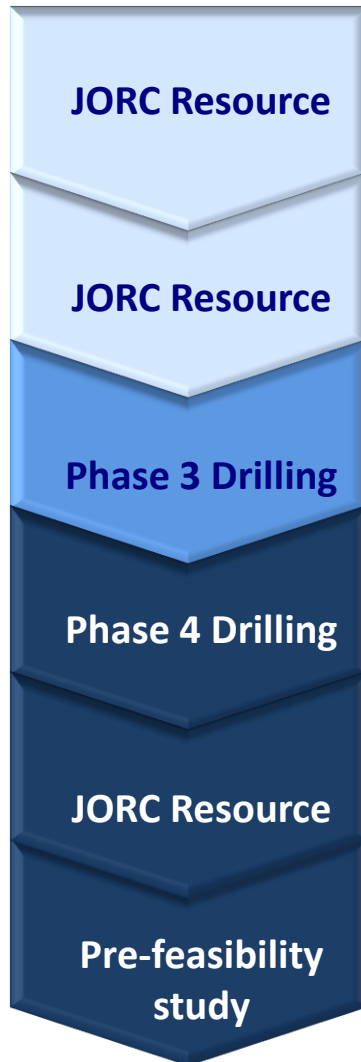 JORC Resource
JORC Resource
Phase 3 Drilling
Phase 4 Drilling
JORC Resource
Pre-feasibility
study